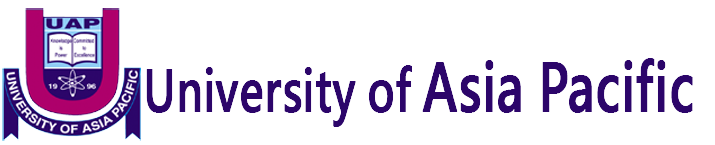 UAP
Knowledge Committed
is to
Power Excellence
19 96
UNIVERSITY OF ASIA PACIFIC
University of Asia Pacific